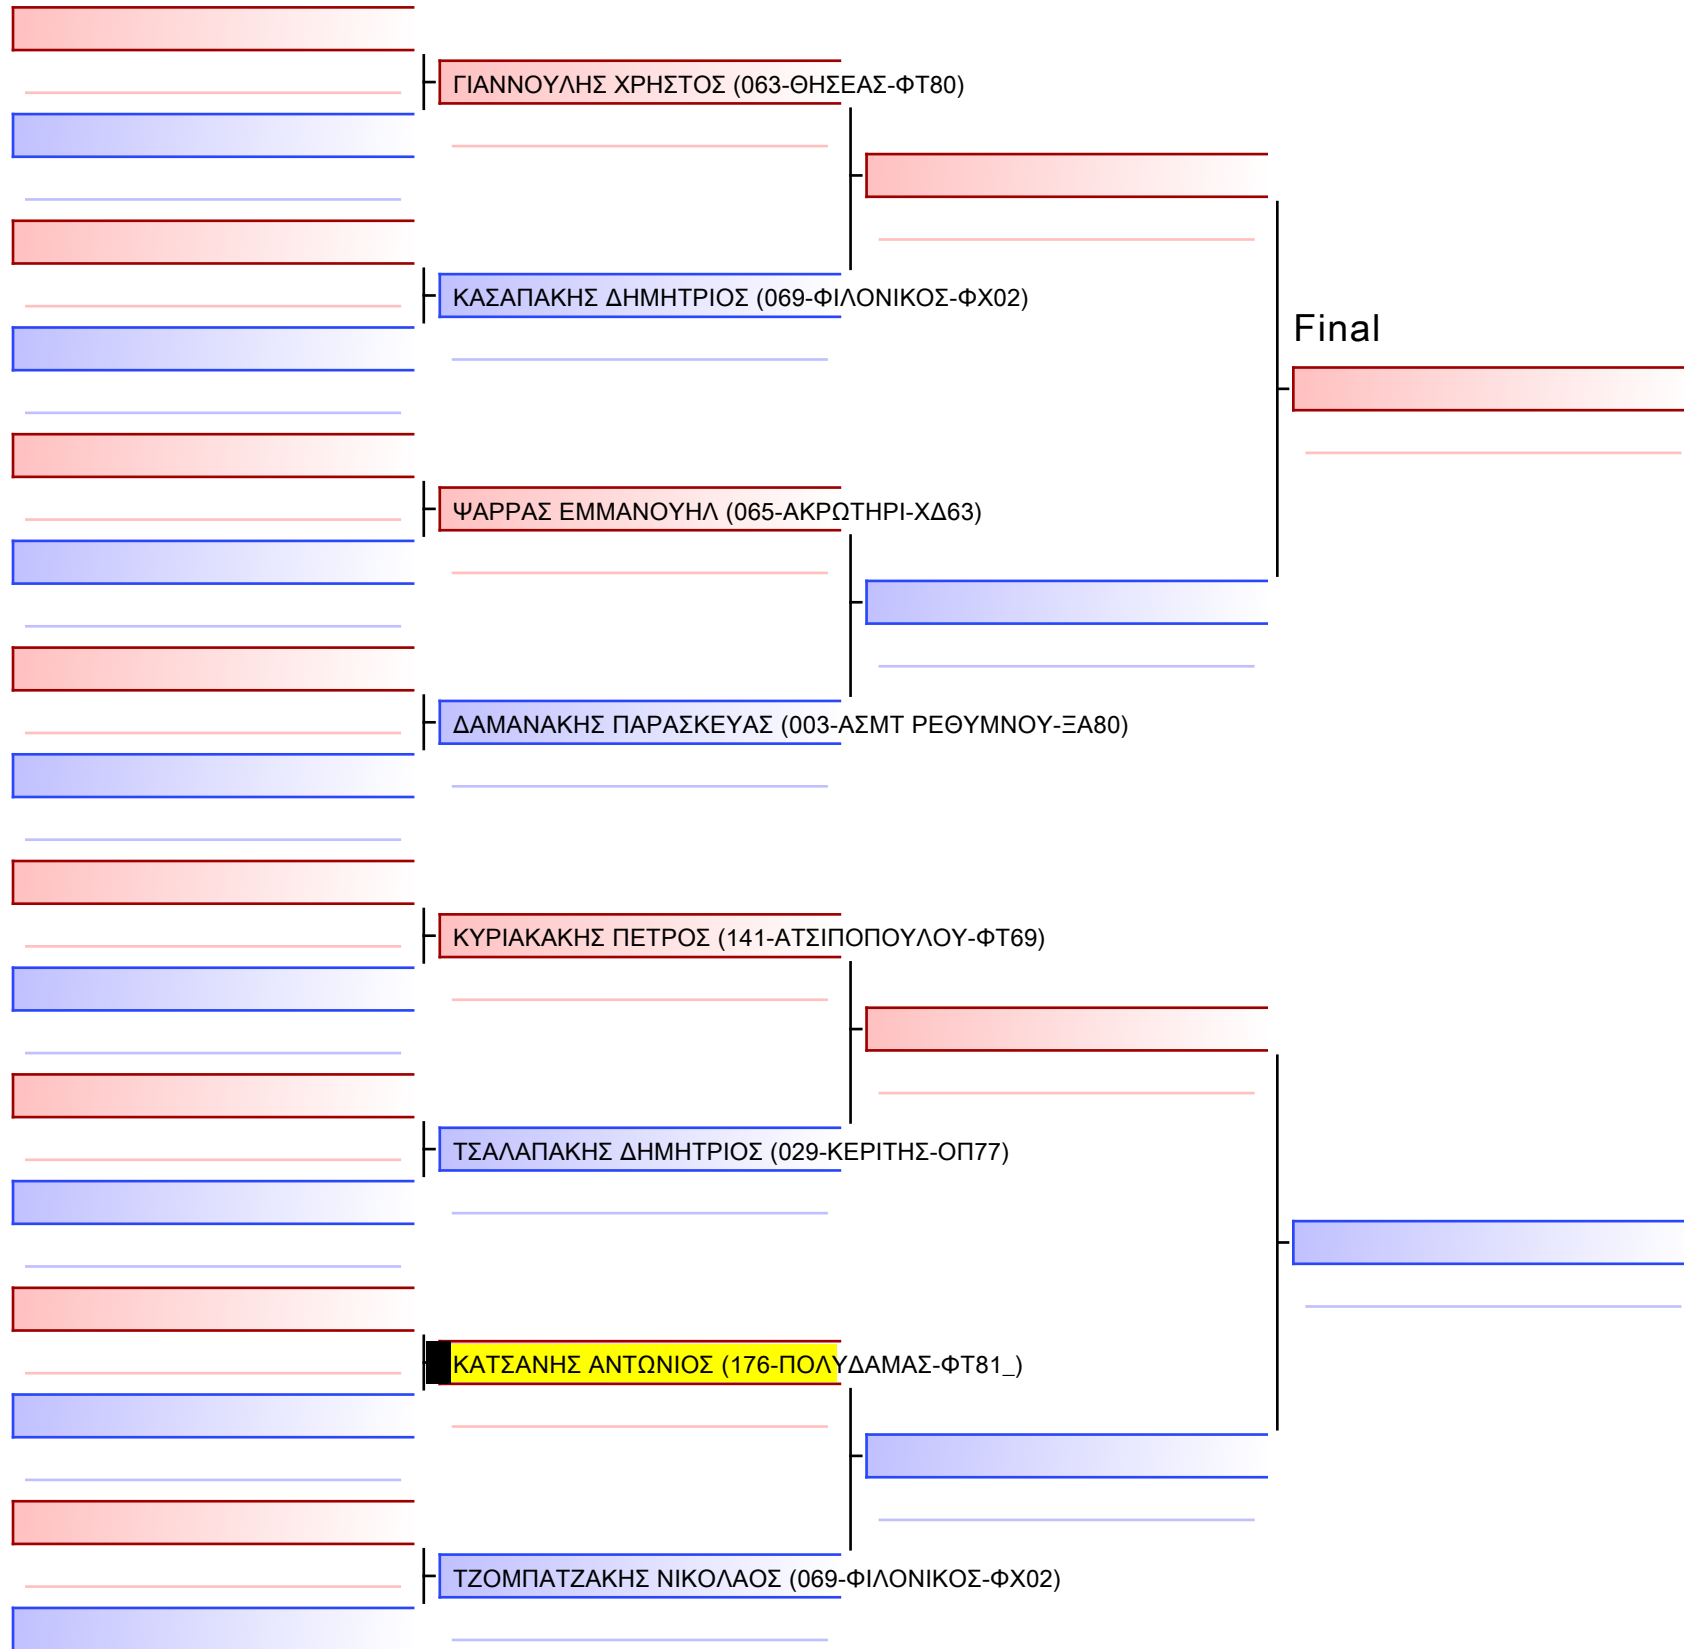 ΓΙΑΝΝΟΥΛΗΣ ΧΡΗΣΤΟΣ (063-ΘΗΣΕΑΣ-ΦΤ80)
ΚΑΣΑΠΑΚΗΣ ΔΗΜΗΤΡΙΟΣ (069-ΦΙΛΟΝΙΚΟΣ-ΦΧ02)
Final
ΨΑΡΡΑΣ ΕΜΜΑΝΟΥΗΛ (065-ΑΚΡΩΤΗΡΙ-ΧΔ63)
ΔΑΜΑΝΑΚΗΣ ΠΑΡΑΣΚΕΥΑΣ (003-ΑΣΜΤ ΡΕΘΥΜΝΟΥ-ΞΑ80)
ΚΥΡΙΑΚΑΚΗΣ ΠΕΤΡΟΣ (141-ΑΤΣΙΠΟΠΟΥΛΟΥ-ΦΤ69)
ΤΣΑΛΑΠΑΚΗΣ ΔΗΜΗΤΡΙΟΣ (029-ΚΕΡΙΤΗΣ-ΟΠ77)
ΚΑΤΣΑΝΗΣ ΑΝΤΩΝΙΟΣ (176-ΠΟΛΥΔΑΜΑΣ-ΦΤ81_)
ΤΖΟΜΠΑΤΖΑΚΗΣ ΝΙΚΟΛΑΟΣ (069-ΦΙΛΟΝΙΚΟΣ-ΦΧ02)